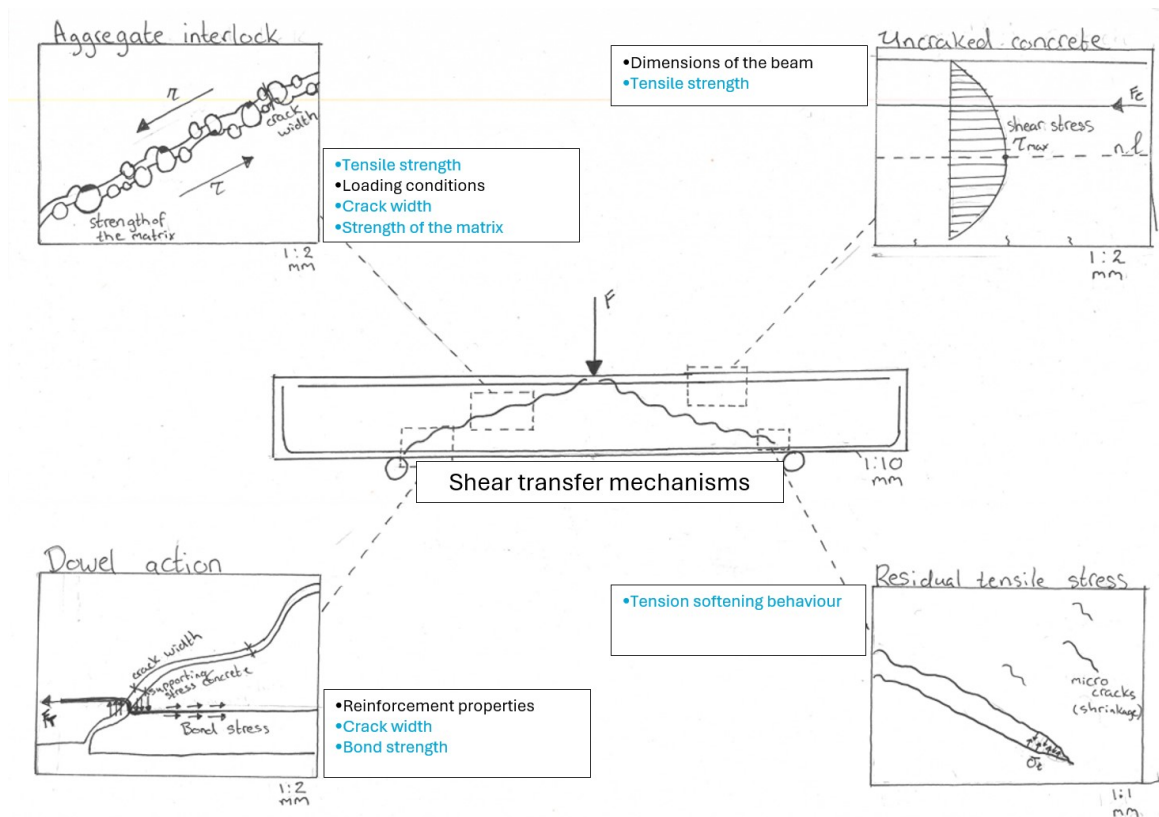 Aggregate interlock
τ
crack
width
τ
strength of
the matrix
1:2
mm
•Tensile strength
•Loading conditions
•Crack width
•Strength of the matrix
•Dimensions of the beam
•Tensile strength
Uncraked concrete
Fc
shear stress
τmax
n.l.
1:2
mm
F
1:10
mm
Shear transfer mechanisms
Dowel action
crack width
supporting
stress concrete
Fr
Bond stress
1:2
mm
•Reinforcement properties
•Crack width
•Bond strength
•Tension softening behaviour
Residual tensile stress
micro
cracks
(shrinkage)
σt
1:1
mm